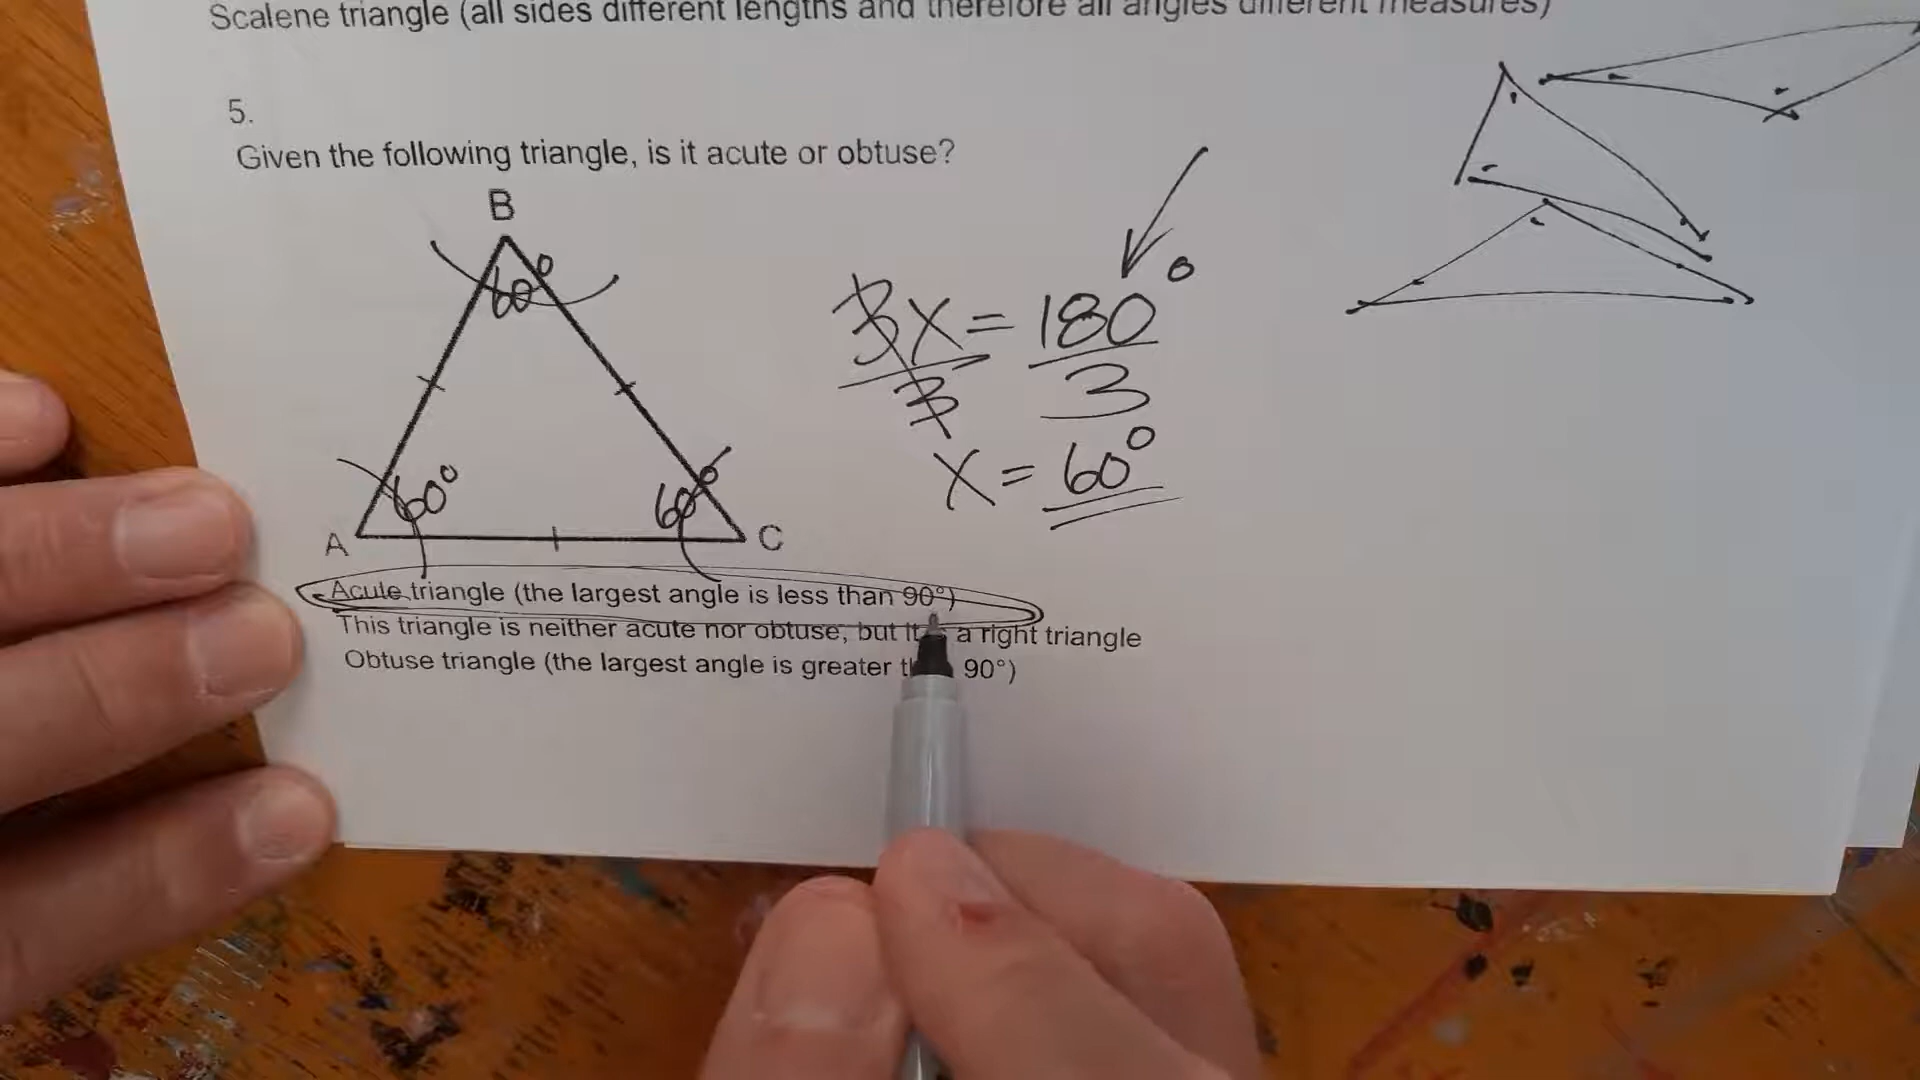 Scalene triangle (all sides different lengths and therefore all angles different measures)
5.
Given the following triangle, is it acute or obtuse?
B
60°
60°
60°
A
C
3x = 180°
3 3
x = 60°
Acute triangle (the largest angle is less than 90°)
This triangle is neither acute nor obtuse, but it a right triangle
Obtuse triangle (the largest angle is greater 90°)